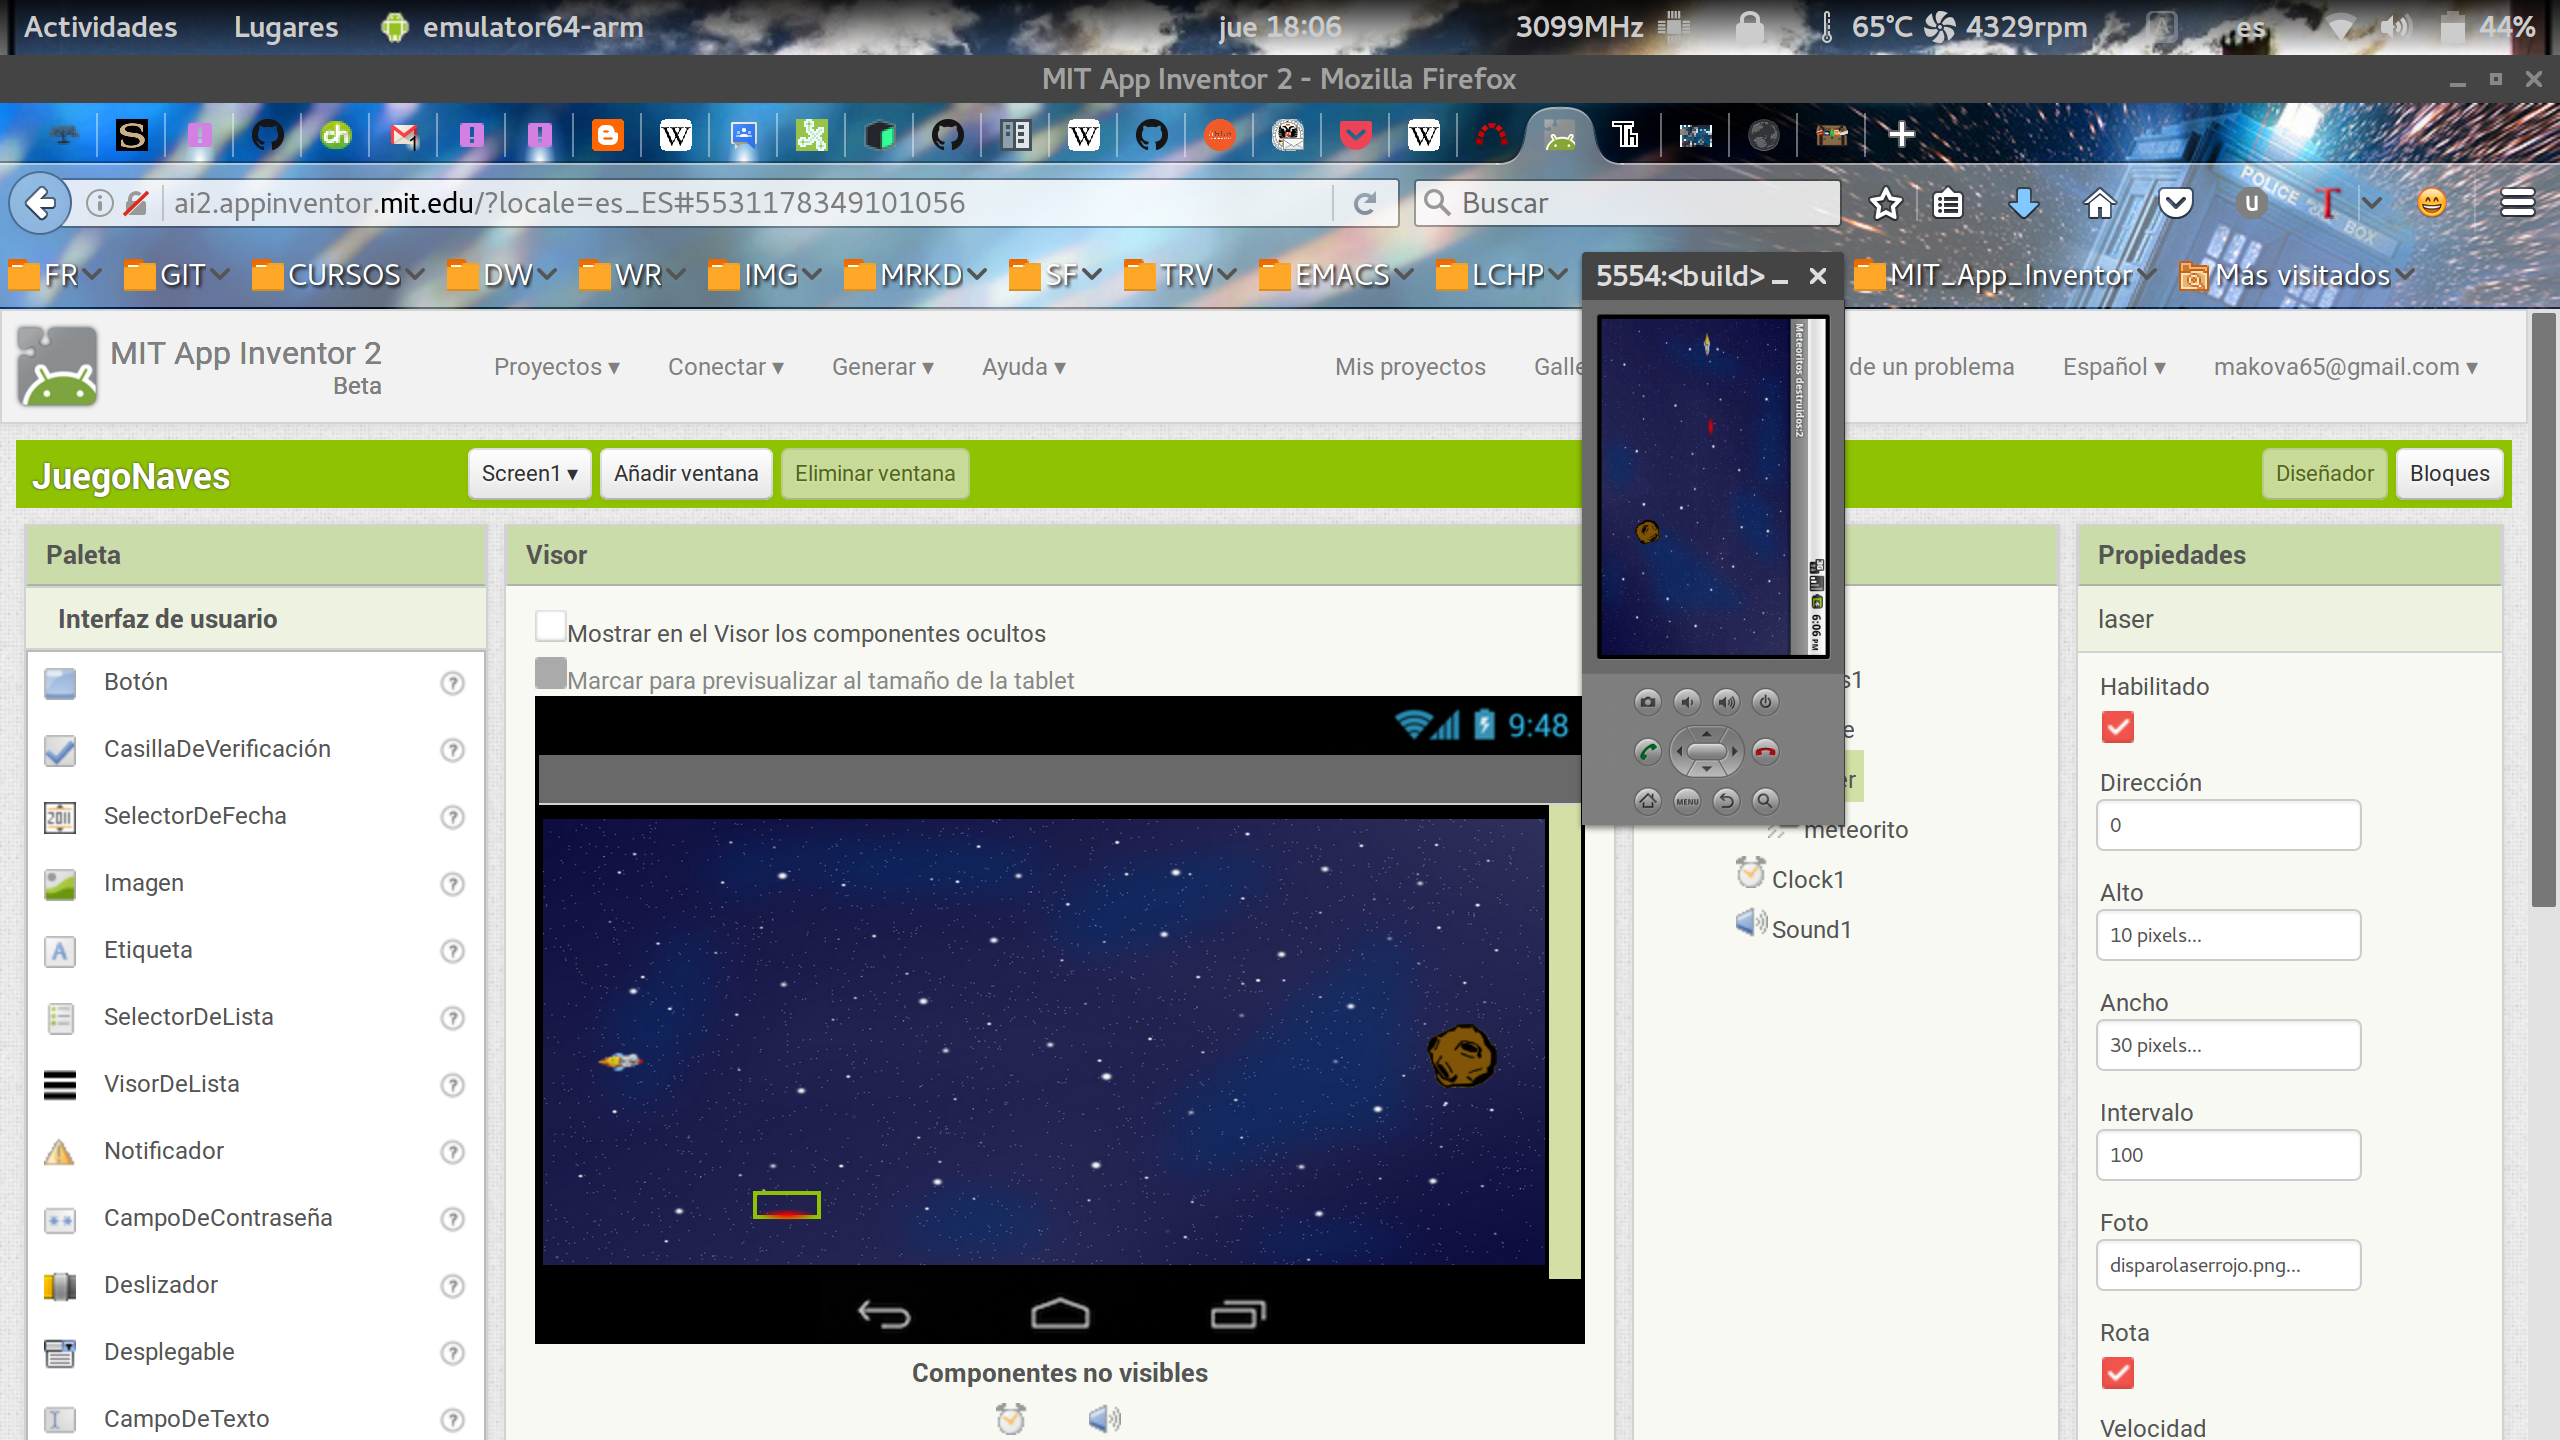 Actividades Lugares emulator64-arm jue 18:06 3099MHz 65°C 4329rpm es 44%
MIT App Inventor 2 - Mozilla Firefox
ai2.appinventor.mit.edu/?locale=es_ES#5531178349101056 Buscar
POLICE BOX
FR GIT CURSOS DW WR IMG MRKD SF TRV EMACS LCHP 5554:<build> MIT_App_Inventor Más visitados
MIT App Inventor 2
Beta
Proyectos ▾ Conectar ▾ Generar ▾ Ayuda ▾ Mis proyectos Galle de un problema Español ▾ makova65@gmail.com ▾
Meteoritos destruidos:2
6:06 PM
JuegoNaves Screen1 ▾ Añadir ventana Eliminar ventana Diseñador Bloques
Paleta Visor Propiedades
Interfaz de usuario laser
Mostrar en el Visor los componentes ocultos
Marcar para previsualizar al tamaño de la tablet
9:48
MENU
Botón
CasillaDeVerificación
SelectorDeFecha
Imagen
Etiqueta
SelectorDeLista
VisorDeLista
Notificador
CampoDeContraseña
Deslizador
Desplegable
CampoDeTexto
Componentes no visibles
s1
e
er
meteorito
Clock1
Sound1
Habilitado
Dirección
0
Alto
10 pixels...
Ancho
30 pixels...
Intervalo
100
Foto
disparolaserrojo.png...
Rota
Velocidad